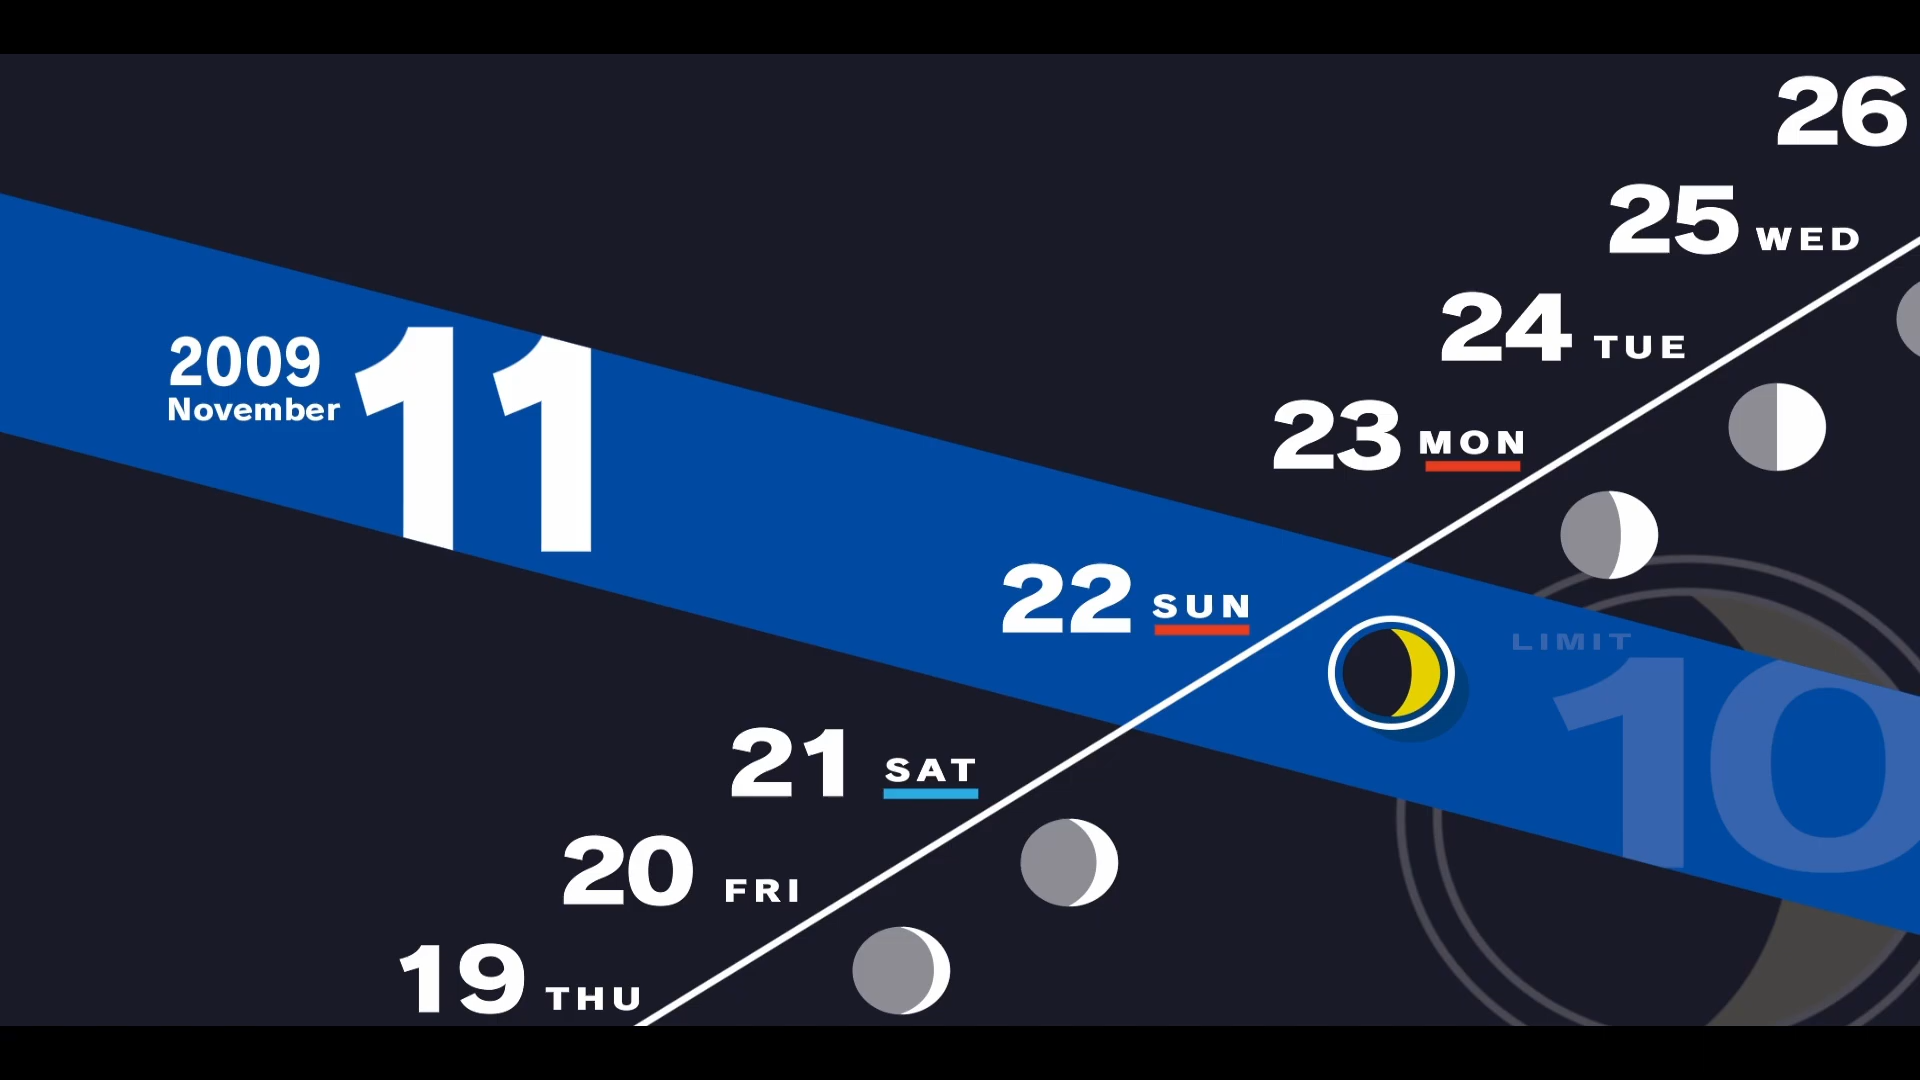 26
25 WED
24 TUE
2009
November
11
23 MON
22 SUN
LIMIT
10
21 SAT
20 FRI
19 THU